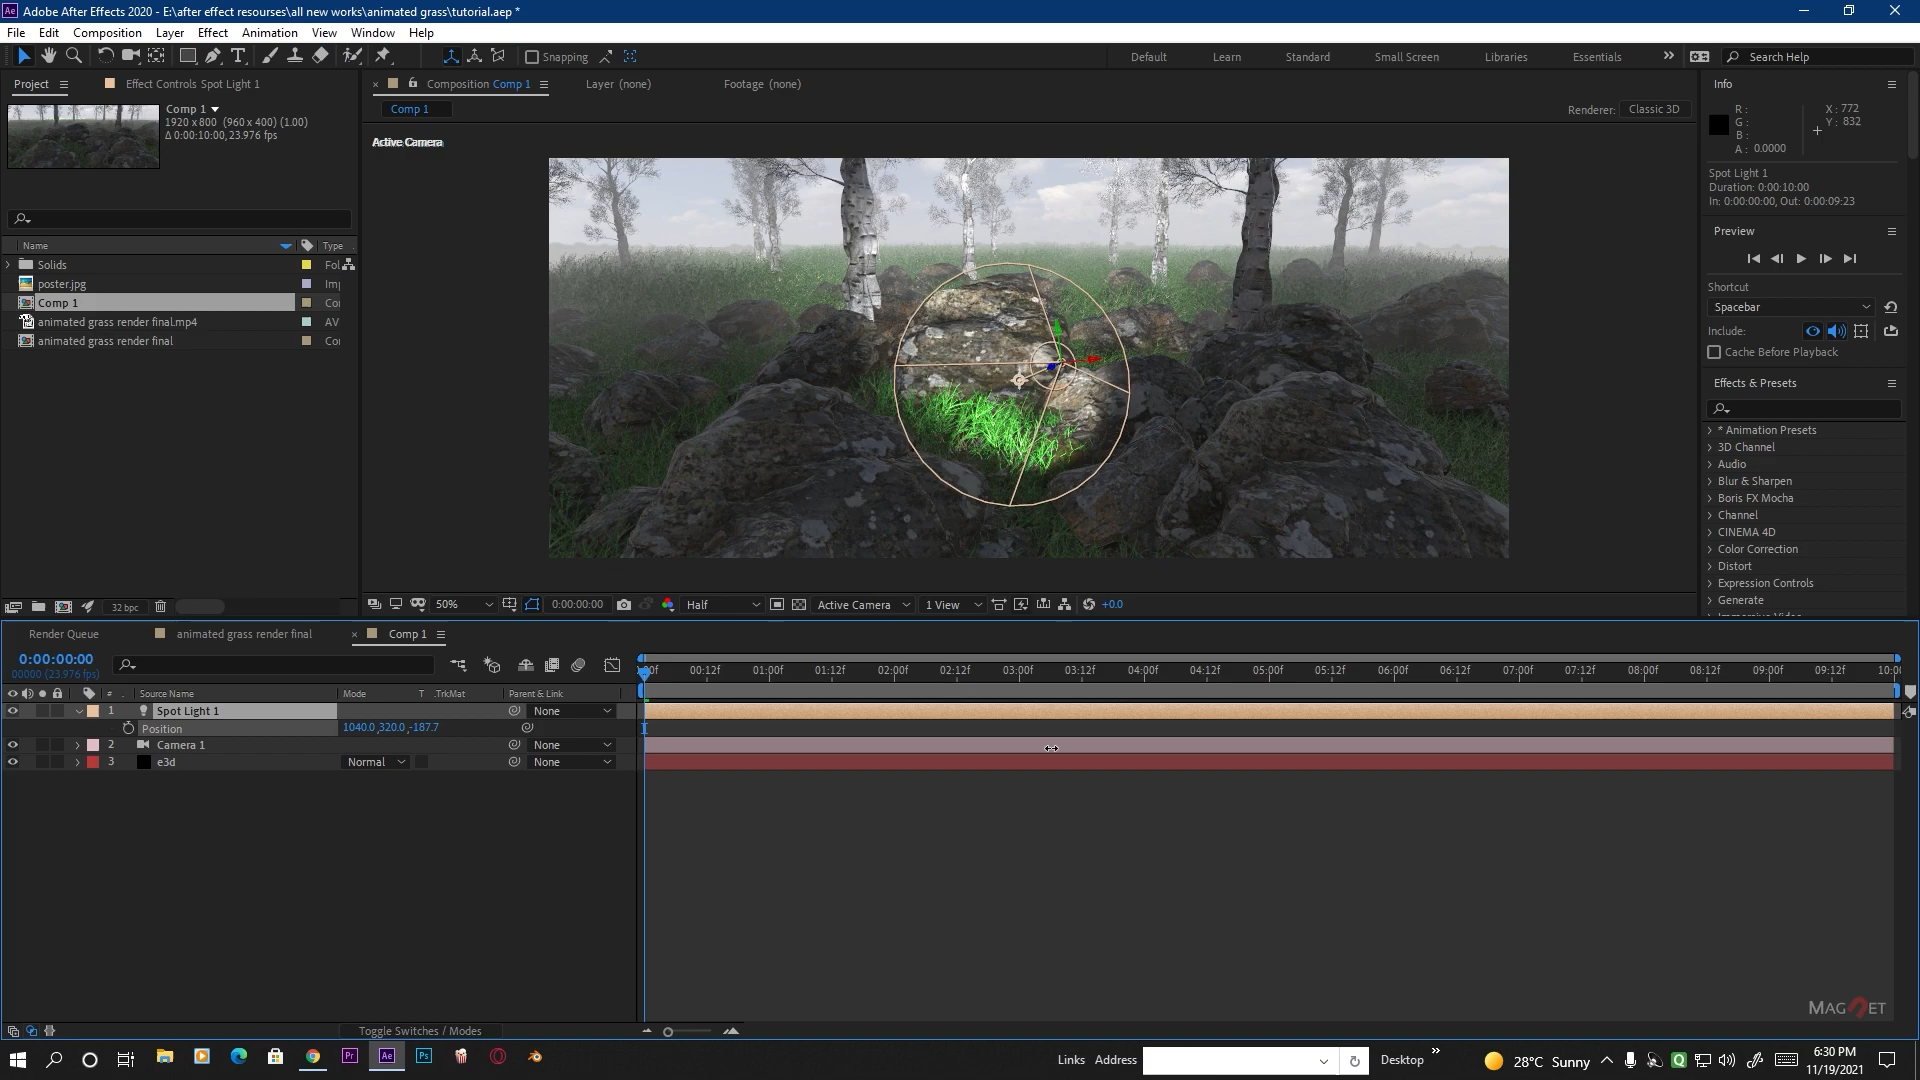 Adobe After Effects 2020 - E:\after effect resourses\all new works\animated grass\tutorial.aep *
File Edit Composition Layer Effect Animation View Window Help
Snapping Default Learn Standard Small Screen Libraries Essentials Search Help
Project Effect Controls Spot Light 1 Composition Comp 1 Layer (none) Footage (none) Info
Comp 1
1920 x 800 (960 x 400) (1.00)
Δ 0:00:10:00, 23.976 fps
Comp 1 Renderer: Classic 3D
R :
G :
B :
A : 0.0000
X : 772
Y : 832
Active Camera
Spot Light 1
Duration: 0:00:10:00
In: 0:00:00:00, Out: 0:00:09:23
Name Type
Solids
poster.jpg
Comp 1
animated grass render final.mp4 AV
animated grass render final
Preview
Shortcut
Spacebar
Include:
Cache Before Playback
Effects & Presets
* Animation Presets
3D Channel
Audio
Blur & Sharpen
Boris FX Mocha
Channel
CINEMA 4D
Color Correction
Distort
Expression Controls
Generate
32 bpc
50% 0:00:00:00 Half Active Camera 1 View +0.0
Render Queue animated grass render final Comp 1
0:00:00:00
00000 (23.976 fps)
00:12f 01:00f 01:12f 02:00f 02:12f 03:00f 03:12f 04:00f 04:12f 05:00f 05:12f 06:00f 06:12f 07:00f 07:12f 08:00f 08:12f 09:00f 09:12f
# Source Name Mode T .TrkMat Parent & Link
1 Spot Light 1 None
Position 1040.0,320.0,-187.7
2 Camera 1 None
3 e3d Normal None
MAGNET
Toggle Switches / Modes
Pr Ae Ps Links Address Desktop 28°C Sunny 6:30 PM
11/19/2021